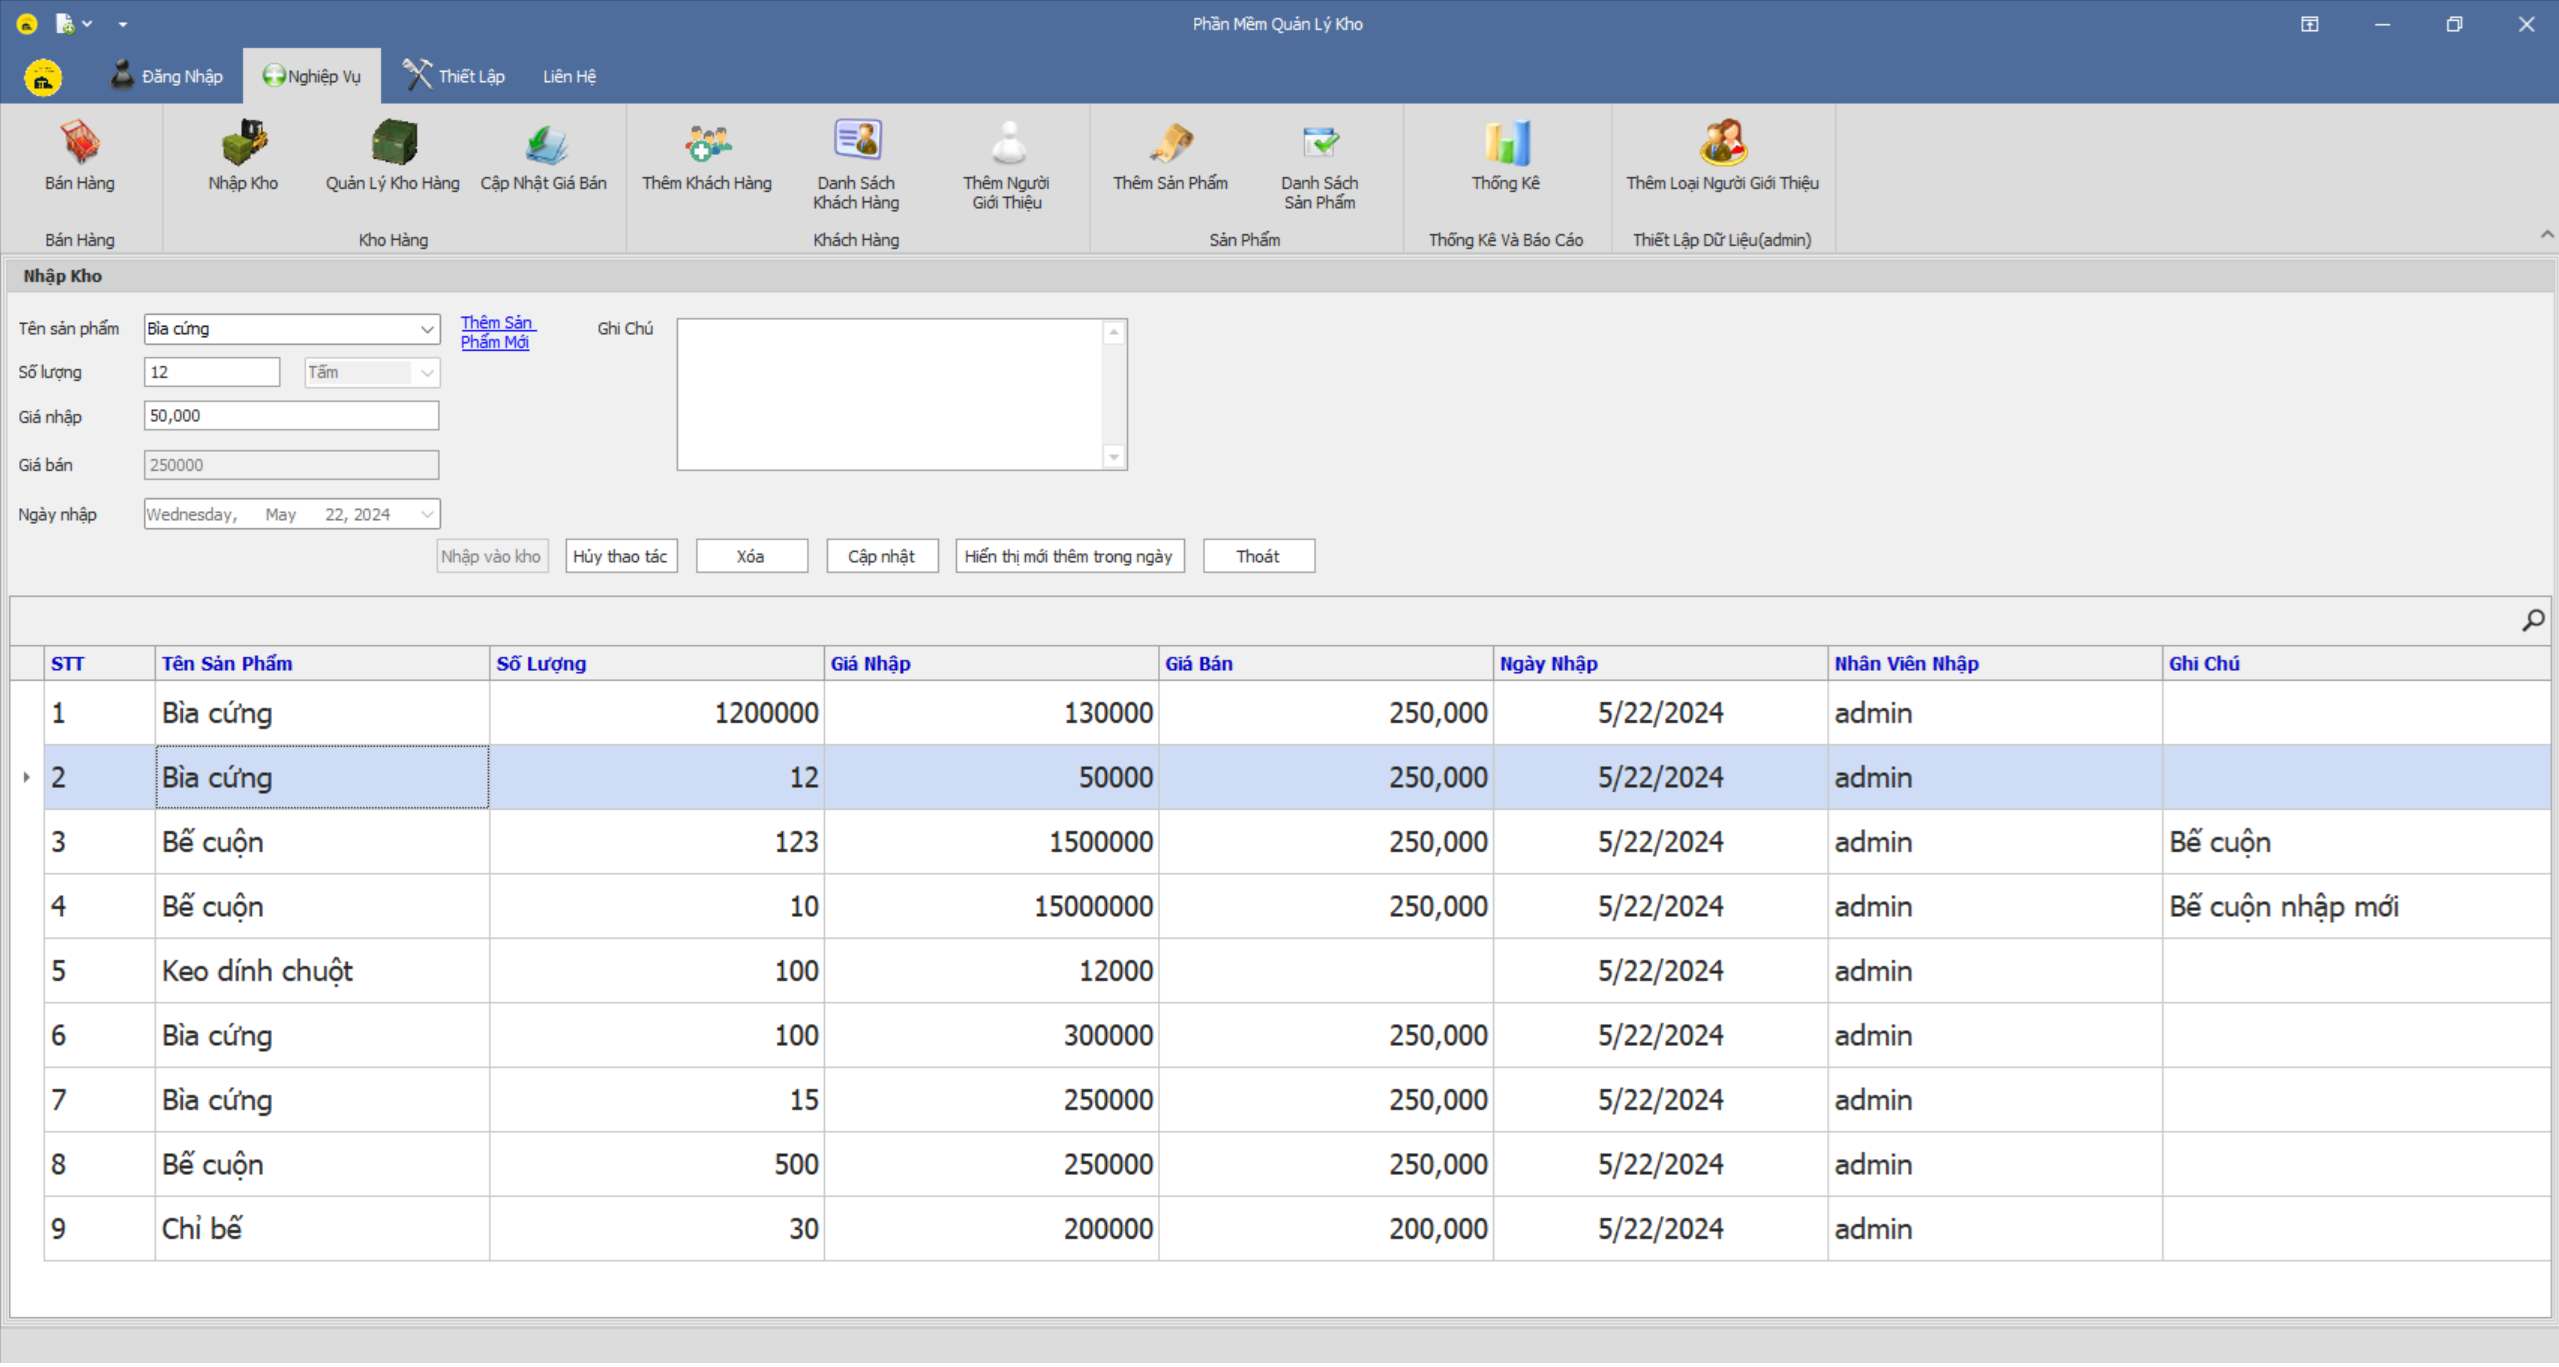 Phần Mềm Quản Lý Kho
Đăng Nhập Nghiệp Vụ Thiết Lập Liên Hệ
Bán Hàng Nhập Kho Quản Lý Kho Hàng Cập Nhật Giá Bán Thêm Khách Hàng Danh Sách Khách Hàng Thêm Người Giới Thiệu Thêm Sản Phẩm Danh Sách Sản Phẩm Thống Kê Thêm Loại Người Giới Thiệu
Bán Hàng Kho Hàng Khách Hàng Sản Phẩm Thống Kê Và Báo Cáo Thiết Lập Dữ Liệu(admin)
Nhập Kho
Tên sản phẩm Bìa cứng Thêm Sản Phẩm Mới Ghi Chú
Số lượng 12 Tấm
Giá nhập 50,000
Giá bán 250000
Ngày nhập Wednesday, May 22, 2024
Nhập vào kho Hủy thao tác Xóa Cập nhật Hiển thị mới thêm trong ngày Thoát
STT Tên Sản Phẩm Số Lượng Giá Nhập Giá Bán Ngày Nhập Nhân Viên Nhập Ghi Chú
1 Bìa cứng 1200000 130000 250,000 5/22/2024 admin
2 Bìa cứng 12 50000 250,000 5/22/2024 admin
3 Bế cuộn 123 1500000 250,000 5/22/2024 admin Bế cuộn
4 Bế cuộn 10 15000000 250,000 5/22/2024 admin Bế cuộn nhập mới
5 Keo dính chuột 100 12000 5/22/2024 admin
6 Bìa cứng 100 300000 250,000 5/22/2024 admin
7 Bìa cứng 15 250000 250,000 5/22/2024 admin
8 Bế cuộn 500 250000 250,000 5/22/2024 admin
9 Chỉ bế 30 200000 200,000 5/22/2024 admin